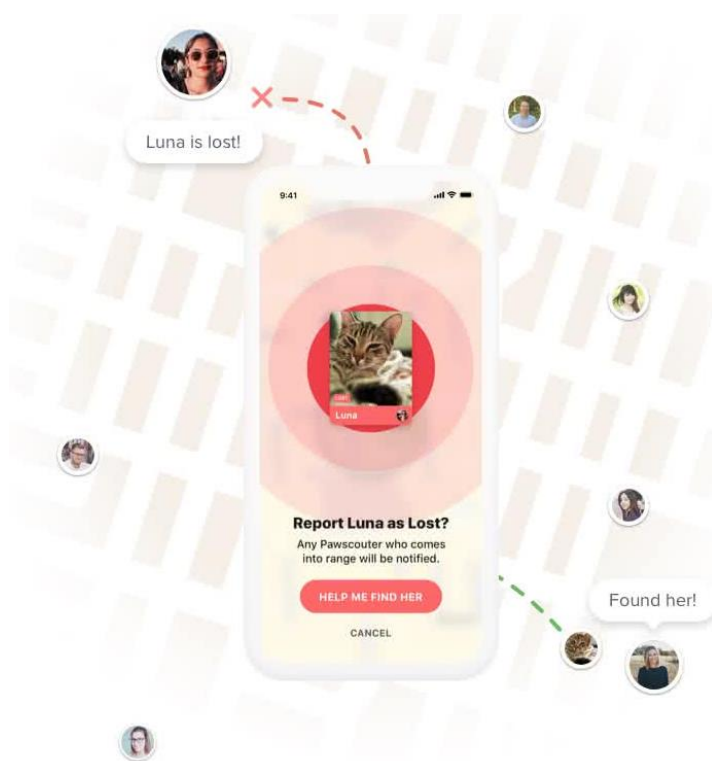 Luna is lost!
9:41
Luna
Report Luna as Lost?
Any Pawscouter who comes
into range will be notified.
HELP ME FIND HER
CANCEL
Found her!